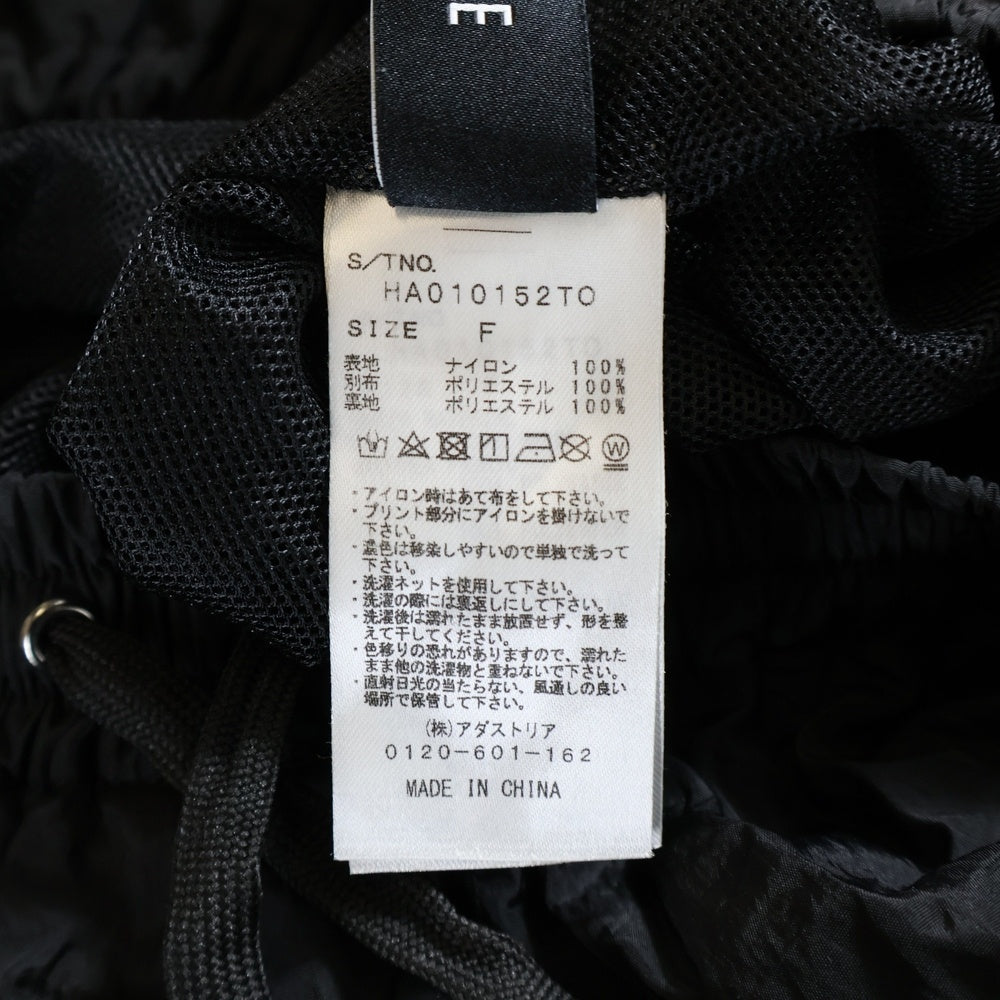 E
S/TNO.
HA010152TO
SIZE F
表地 ナイロン 100%
別布 ポリエステル 100%
裏地 ポリエステル 100%
W
・アイロン時はあて布をして下さい。
・プリント部分にアイロンを掛けないで
下さい。
・濃色は移染しやすいので単独で洗って
下さい。
・洗濯ネットを使用して下さい。
・洗濯の際には裏返しにして下さい。
・洗濯後は濡れたまま放置せず、形を整
えて干してください。
・色移りの恐れがありますので、濡れた
まま他の洗濯物と重ねないで下さい。
・直射日光の当たらない、風通しの良い
場所で保管して下さい。
(株)アダストリア
0120-601-162
MADE IN CHINA